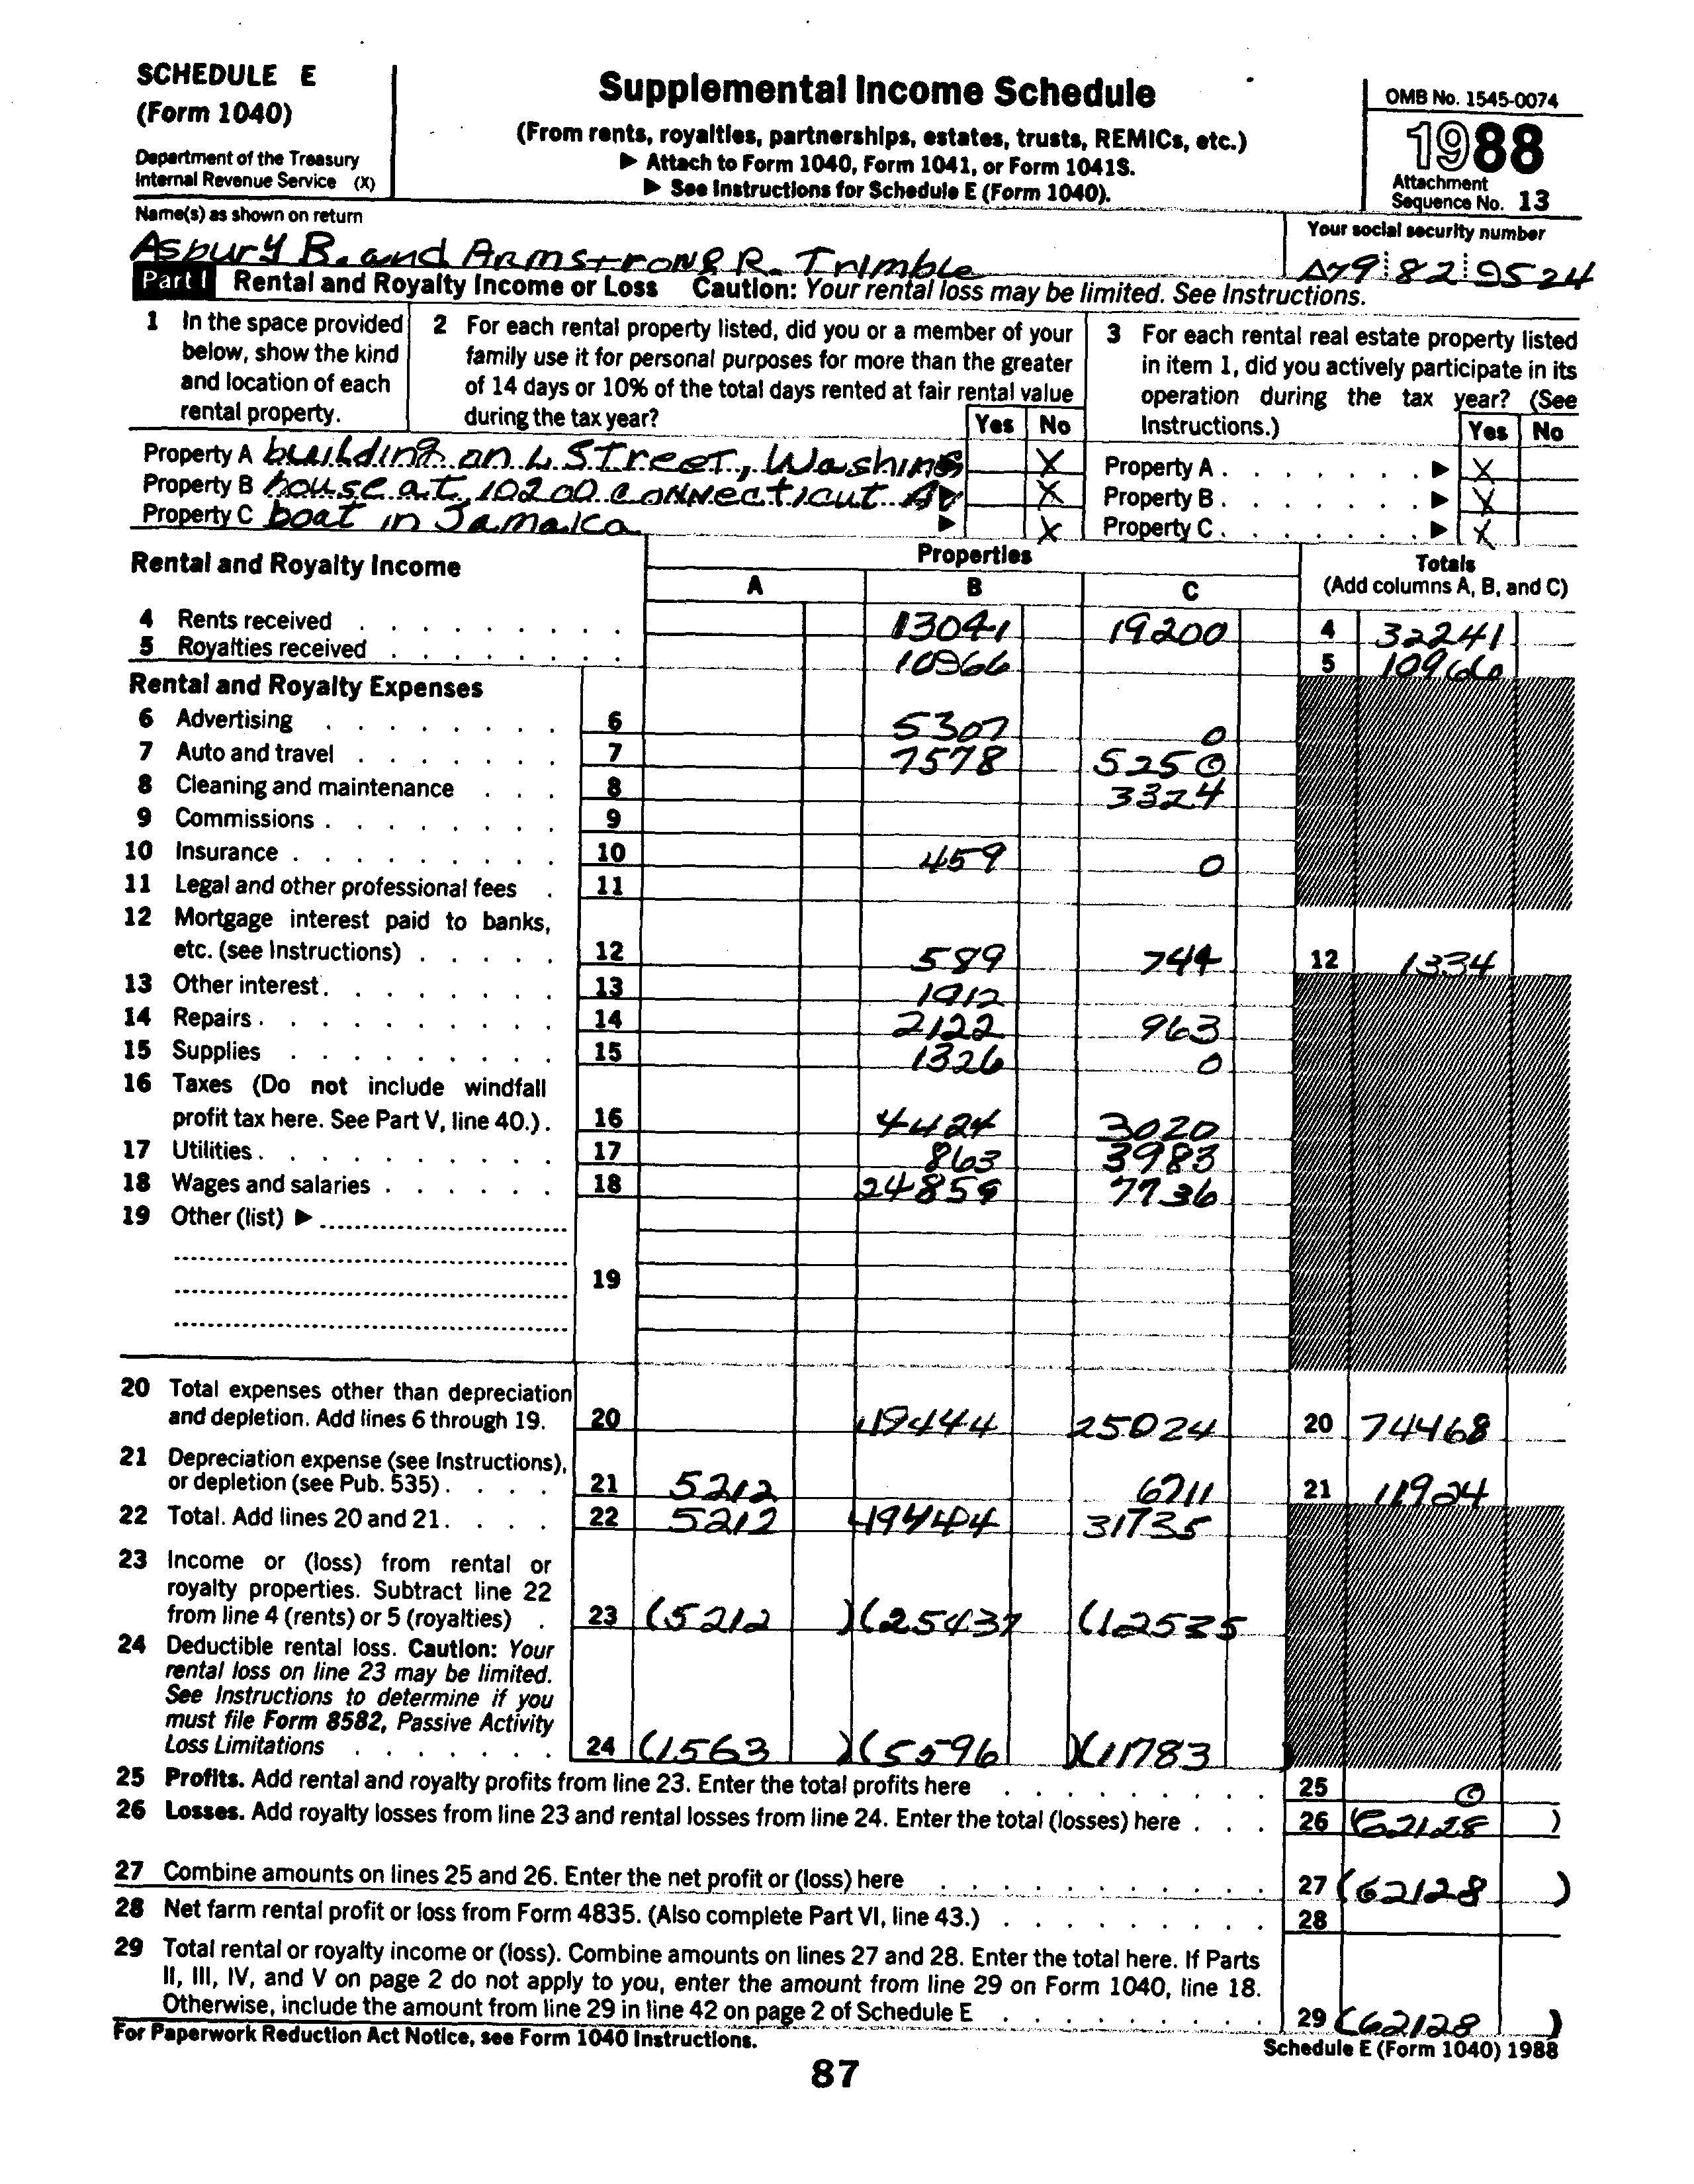 SCHEDULE E
(Form 1040)
Department of the Treasury
Internal Revenue Service (X)
Supplemental Income Schedule
(From rents, royalties, partnerships, estates, trusts, REMICs, etc.)
▶ Attach to Form 1040, Form 1041, or Form 1041S.
▶ See Instructions for Schedule E (Form 1040).
OMB No. 1545-0074
1988
Attachment
Sequence No. 13
Name(s) as shown on return
Asbury B. and Armstrong R. Trimble
Your social security number
79 82 9524
Part I Rental and Royalty Income or Loss Caution: Your rental loss may be limited. See Instructions.
1 In the space provided
below, show the kind
and location of each
rental property.
2 For each rental property listed, did you or a member of your
family use it for personal purposes for more than the greater
of 14 days or 10% of the total days rented at fair rental value
during the tax year?
Yes No
3 For each rental real estate property listed
in item 1, did you actively participate in its
operation during the tax year? (See
Instructions.)
Yes No
Property A building on L Street, Washing X Property A . . . . . . . ▶ X
Property B house at 10200 Connecticut Av X Property B . . . . . . . ▶ X
Property C boat in Jamaica ▶ X Property C . . . . . . . ▶ X
Rental and Royalty Income
Properties
A B C
Totals
(Add columns A, B, and C)
4 Rents received . . . . . . . . . 13041 19200 4 32241
5 Royalties received . . . . . . . . 10966 5 10966
Rental and Royalty Expenses
6 Advertising . . . . . . . . 6 5307 0
7 Auto and travel . . . . . . . 7 7578 5250
8 Cleaning and maintenance . . . 8 3324
9 Commissions . . . . . . . . 9
10 Insurance . . . . . . . . . 10 459 0
11 Legal and other professional fees . 11
12 Mortgage interest paid to banks,
etc. (see Instructions) . . . . . 12 589 744 12 1334
13 Other interest. . . . . . . . 13 1912
14 Repairs . . . . . . . . . . 14 2122 963
15 Supplies . . . . . . . . . 15 1326 0
16 Taxes (Do not include windfall
profit tax here. See Part V, line 40.) . 16 4424 3020
17 Utilities . . . . . . . . . . 17 863 3983
18 Wages and salaries . . . . . . 18 24859 7736
19 Other (list) ▶
19
20 Total expenses other than depreciation
and depletion. Add lines 6 through 19. 20 49444 25024 20 74468
21 Depreciation expense (see Instructions),
or depletion (see Pub. 535) . . . . 21 5212 6711 21 11924
22 Total. Add lines 20 and 21. . . . 22 5212 31735
23 Income or (loss) from rental or
royalty properties. Subtract line 22
from line 4 (rents) or 5 (royalties) . 23 (5212 )(25437 (12535
24 Deductible rental loss. Caution: Your
rental loss on line 23 may be limited.
See Instructions to determine if you
must file Form 8582, Passive Activity
Loss Limitations . . . . . . . 24 (1563 )(5596 )(11783 )
25 Profits. Add rental and royalty profits from line 23. Enter the total profits here . . . . . . . . . 25 0
26 Losses. Add royalty losses from line 23 and rental losses from line 24. Enter the total (losses) here . . . 26 (62128 )
27 Combine amounts on lines 25 and 26. Enter the net profit or (loss) here . . . . . . . . . . . 27 (62128 )
28 Net farm rental profit or loss from Form 4835. (Also complete Part VI, line 43.) . . . . . . . . . 28
29 Total rental or royalty income or (loss). Combine amounts on lines 27 and 28. Enter the total here. If Parts
II, III, IV, and V on page 2 do not apply to you, enter the amount from line 29 on Form 1040, line 18.
Otherwise, include the amount from line 29 in line 42 on page 2 of Schedule E . . . . . . . . . 29 (62128 )
For Paperwork Reduction Act Notice, see Form 1040 Instructions.
Schedule E (Form 1040) 1988
87